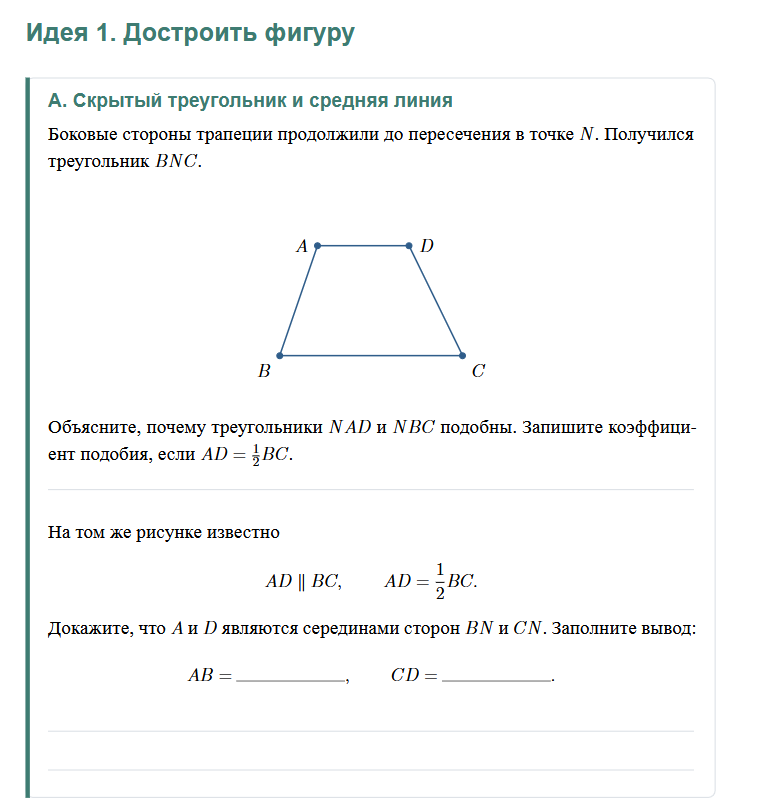 Идея 1. Достроить фигуру
А. Скрытый треугольник и средняя линия
Боковые стороны трапеции продолжили до пересечения в точке N. Получился
треугольник BNC.
A D
B C
Объясните, почему треугольники NAD и NBC подобны. Запишите коэффици-
ент подобия, если AD = 1/2 BC.
На том же рисунке известно
AD ∥ BC, AD = 1/2 BC.
Докажите, что A и D являются серединами сторон BN и CN. Заполните вывод:
AB = ____________, CD = ____________.